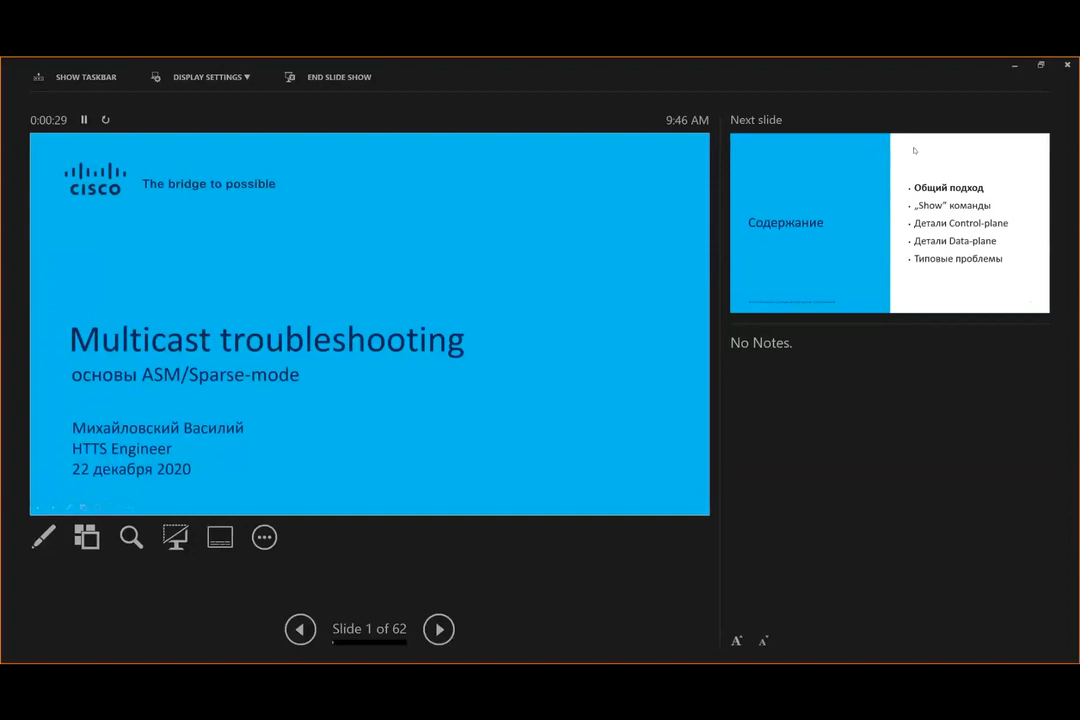 SHOW TASKBAR
DISPLAY SETTINGS ▼
END SLIDE SHOW
0:00:29
9:46 AM
CISCO
The bridge to possible
Multicast troubleshooting
основы ASM/Sparse-mode
Михайловский Василий
HTTS Engineer
22 декабря 2020
Slide 1 of 62
Next slide
Содержание
• Общий подход
• „Show” команды
• Детали Control-plane
• Детали Data-plane
• Типовые проблемы
No Notes.
A
A